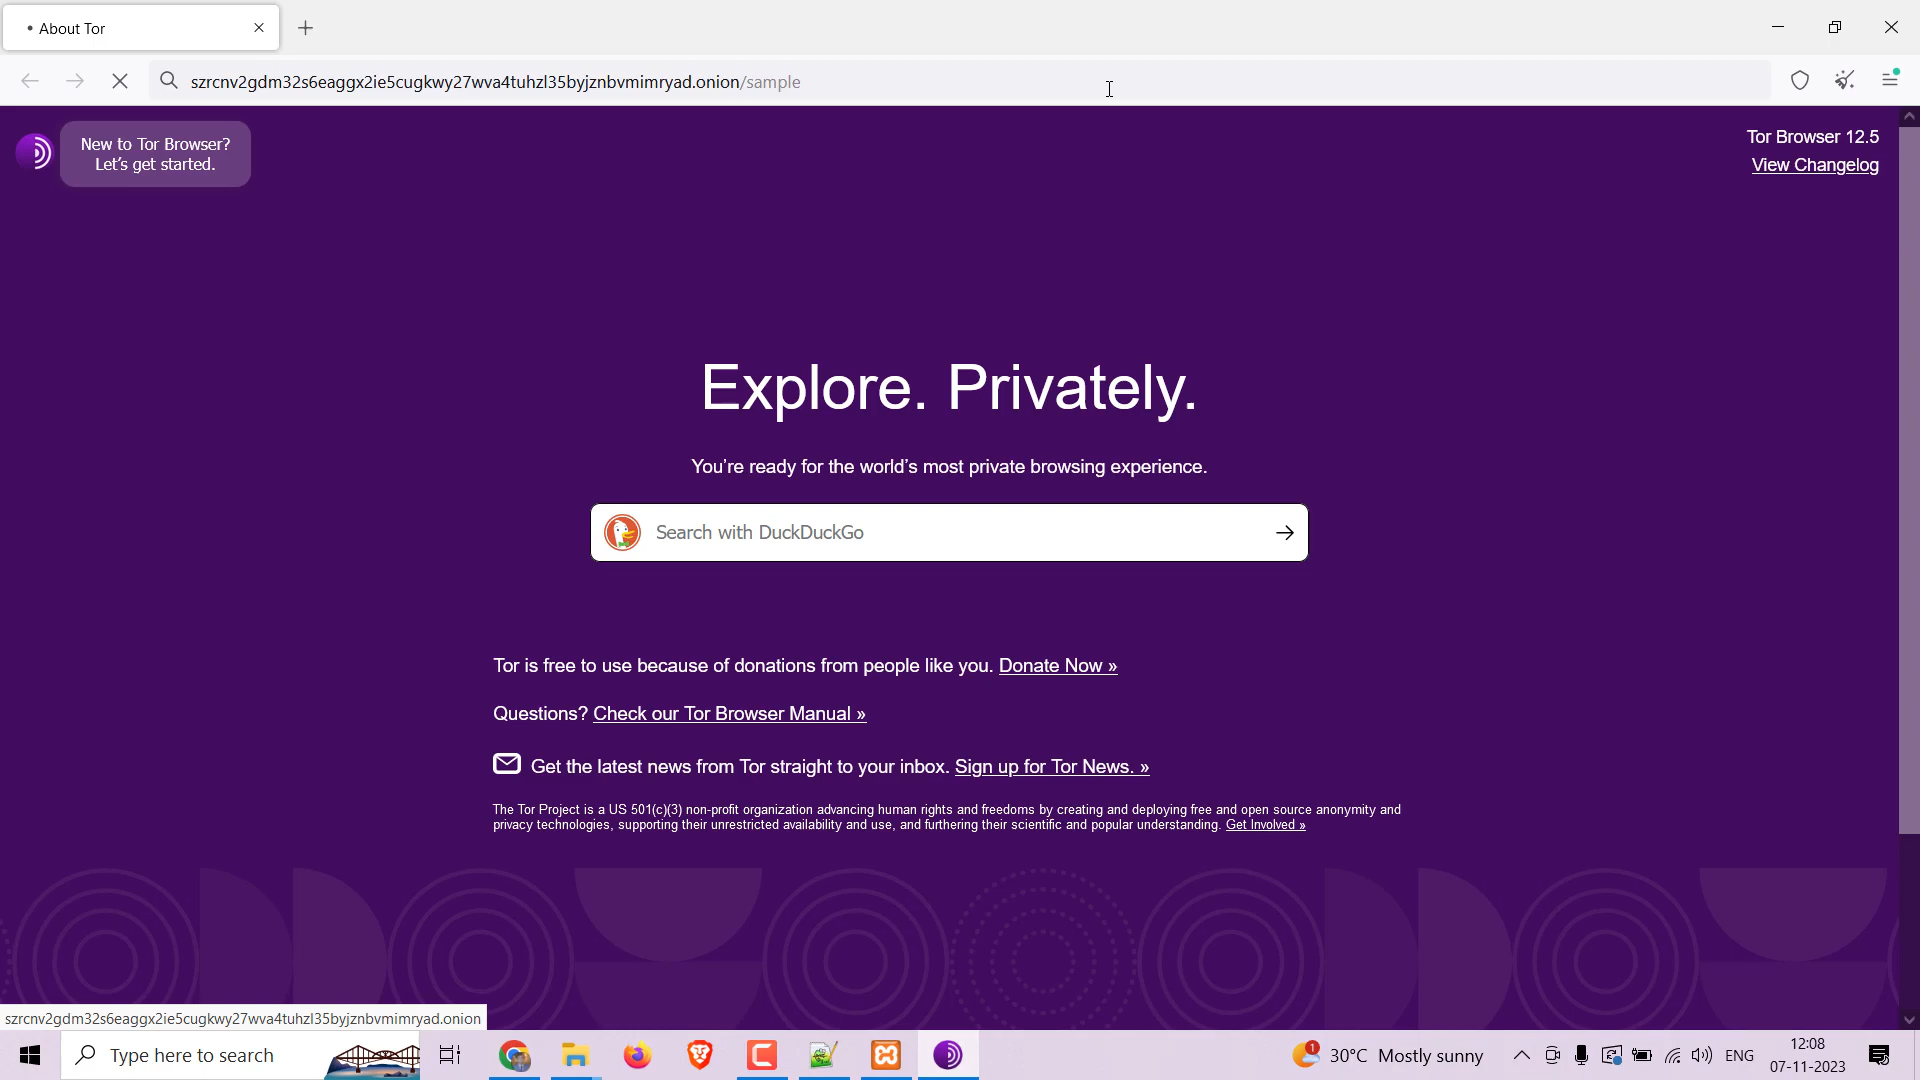 About Tor
szrcnv2gdm32s6eaggx2ie5cugkwy27wva4tuhzl35byjznbvmimryad.onion/sample
New to Tor Browser?
Let's get started.
Tor Browser 12.5
View Changelog
Explore. Privately.
You're ready for the world's most private browsing experience.
Search with DuckDuckGo
Tor is free to use because of donations from people like you. Donate Now »
Questions? Check our Tor Browser Manual »
Get the latest news from Tor straight to your inbox. Sign up for Tor News. »
The Tor Project is a US 501(c)(3) non-profit organization advancing human rights and freedoms by creating and deploying free and open source anonymity and
privacy technologies, supporting their unrestricted availability and use, and furthering their scientific and popular understanding. Get Involved »
szrcnv2gdm32s6eaggx2ie5cugkwy27wva4tuhzl35byjznbvmimryad.onion
Type here to search
1
30°C Mostly sunny
ENG
12:08
07-11-2023